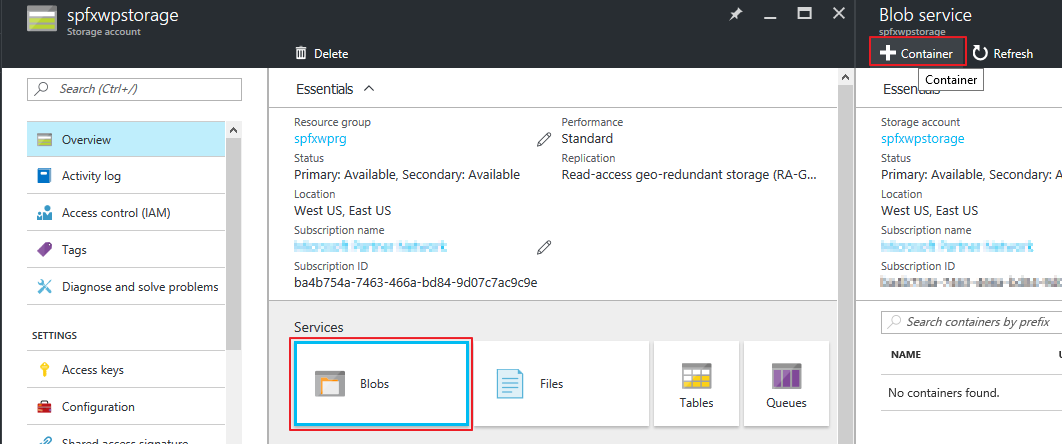 spfxwpstorage
Storage account
Delete
Search (Ctrl+/)
Overview
Activity log
Access control (IAM)
Tags
Diagnose and solve problems
SETTINGS
Access keys
Configuration
Shared access signature
Essentials
Resource group
spfxwprg
Status
Primary: Available, Secondary: Available
Location
West US, East US
Subscription name
Subscription ID
ba4b754a-7463-466a-bd84-9d07c7ac9c9e
Performance
Standard
Replication
Read-access geo-redundant storage (RA-G...
Services
Blobs
Files
Tables
Queues
Blob service
spfxwpstorage
Container
Refresh
Container
Essentials
Storage account
spfxwpstorage
Status
Primary: Available, Secondary: Available
Location
West US, East US
Subscription name
Subscription ID
Search containers by prefix
NAME
No containers found.